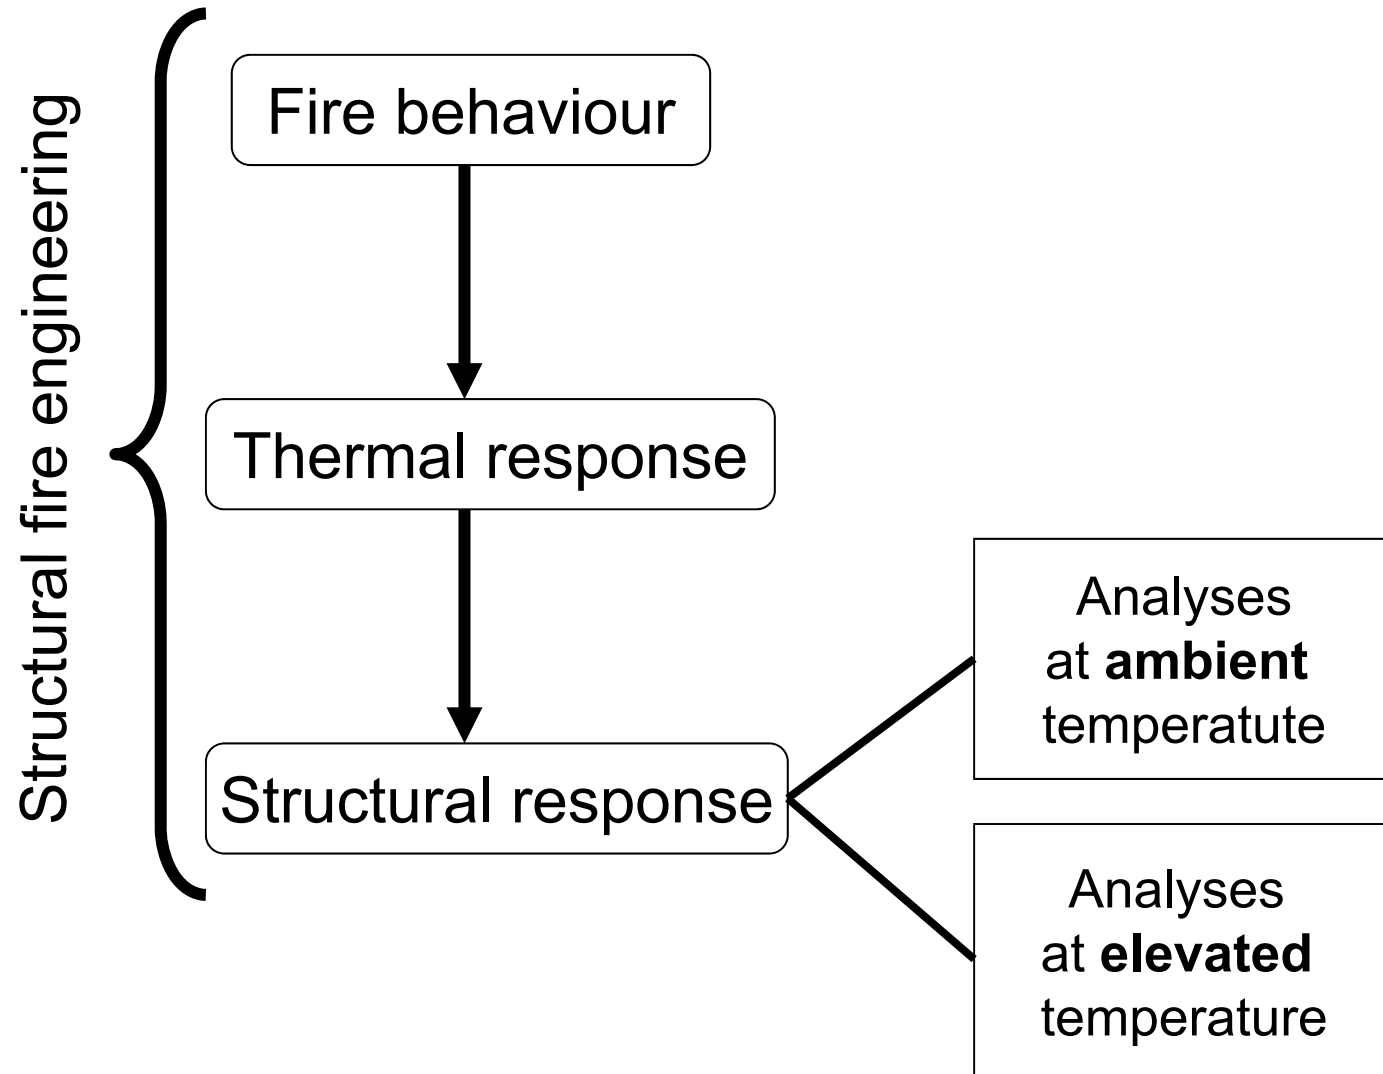 Structural fire engineering
Fire behaviour
Thermal response
Structural response
Analyses
at ambient
temperatute
Analyses
at elevated
temperature